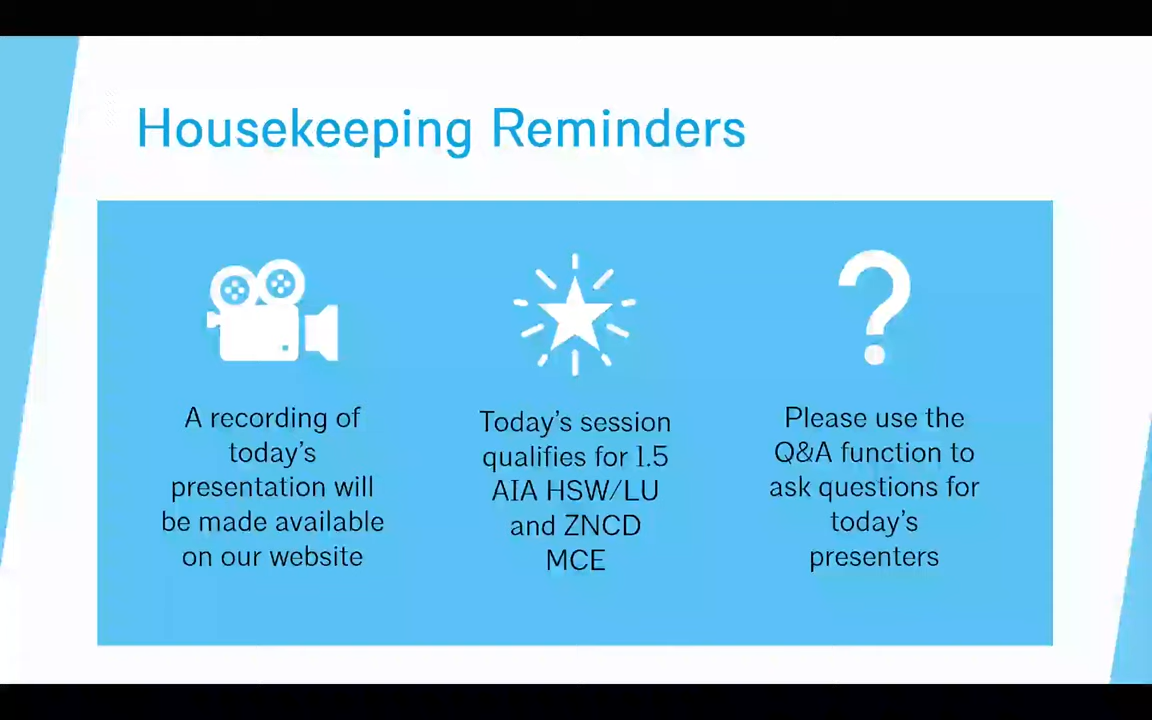 Housekeeping Reminders
A recording of
today's
presentation will
be made available
on our website
Today's session
qualifies for 1.5
AIA HSW/LU
and ZNCD
MCE
Please use the
Q&A function to
ask questions for
today's
presenters